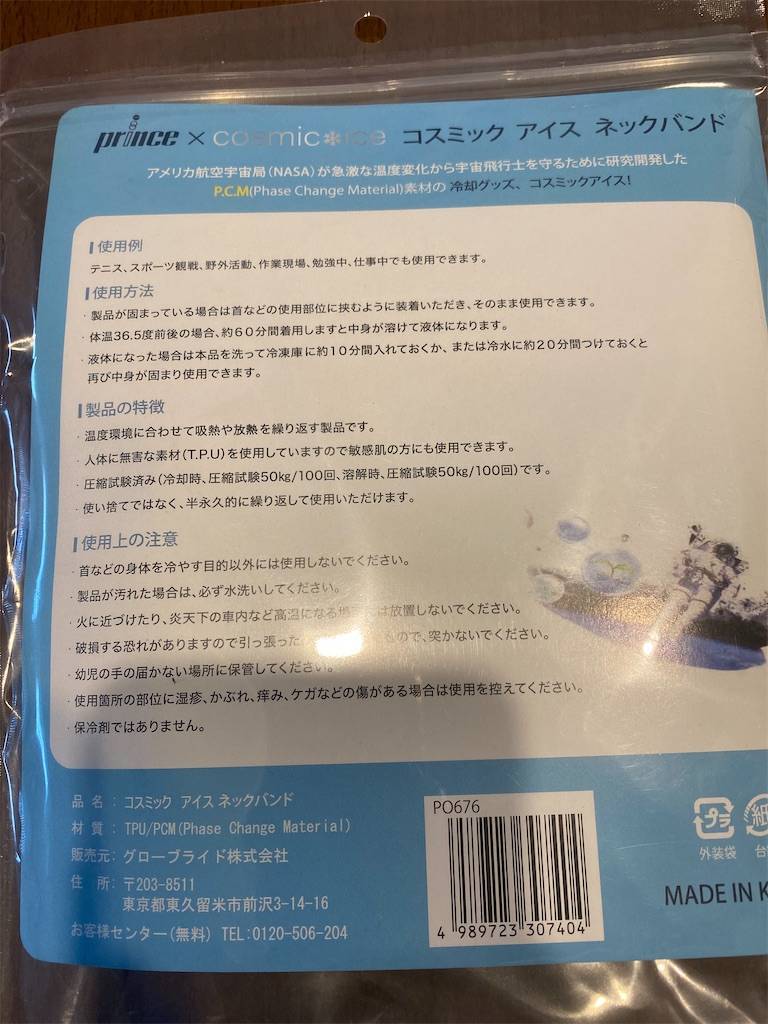 prince × cosmic*ice コスミック アイス ネックバンド
アメリカ航空宇宙局(NASA)が急激な温度変化から宇宙飛行士を守るために研究開発した
P.C.M(Phase Change Material)素材の 冷却グッズ、コスミックアイス!
使用例
テニス、スポーツ観戦、野外活動、作業現場、勉強中、仕事中でも使用できます。
使用方法
・製品が固まっている場合は首などの使用部位に挟むように装着いただき、そのまま使用できます。
・体温36.5度前後の場合、約60分間着用しますと中身が溶けて液体になります。
・液体になった場合は本品を洗って冷凍庫に約10分間入れておくか、または冷水に約20分間つけておくと
再び中身が固まり使用できます。
製品の特徴
・温度環境に合わせて吸熱や放熱を繰り返す製品です。
・人体に無害な素材(T.P.U)を使用していますので敏感肌の方にも使用できます。
・圧縮試験済み(冷却時、圧縮試験50kg/100回、溶解時、圧縮試験50kg/100回)です。
・使い捨てではなく、半永久的に繰り返して使用いただけます。
使用上の注意
・首などの身体を冷やす目的以外には使用しないでください。
・製品が汚れた場合は、必ず水洗いしてください。
・火に近づけたり、炎天下の車内など高温になる場 は放置しないでください。
・破損する恐れがありますので引っ張った もので、突かないでください。
・幼児の手の届かない場所に保管してください。
・使用箇所の部位に湿疹、かぶれ、痒み、ケガなどの傷がある場合は使用を控えてください。
・保冷剤ではありません。
品 名 : コスミック アイス ネックバンド
材 質 : TPU/PCM(Phase Change Material)
販売元: グローブライド株式会社
住 所: 〒203-8511
東京都東久留米市前沢3-14-16
お客様センター(無料) TEL:0120-506-204
PO676
4 989723 307404
プラ
外装袋
紙
台
MADE IN K